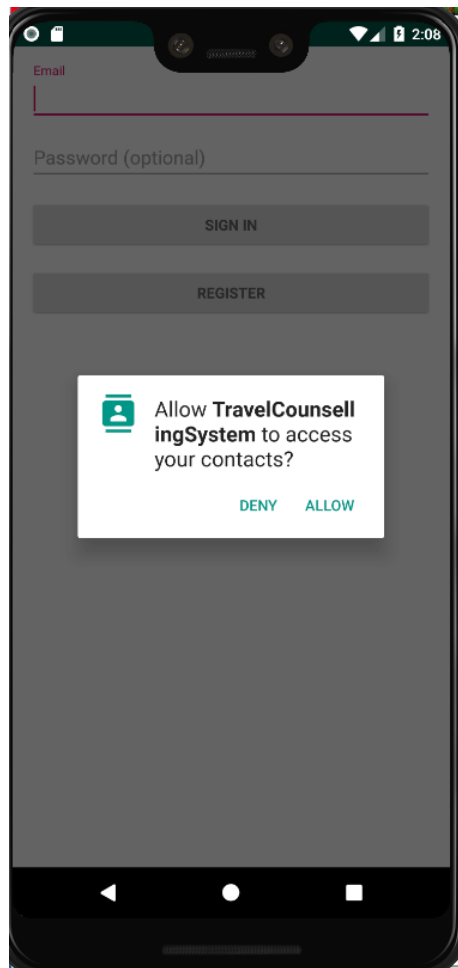 2:08
Email
Password (optional)
SIGN IN
REGISTER
Allow TravelCounsell
ingSystem to access
your contacts?
DENY ALLOW